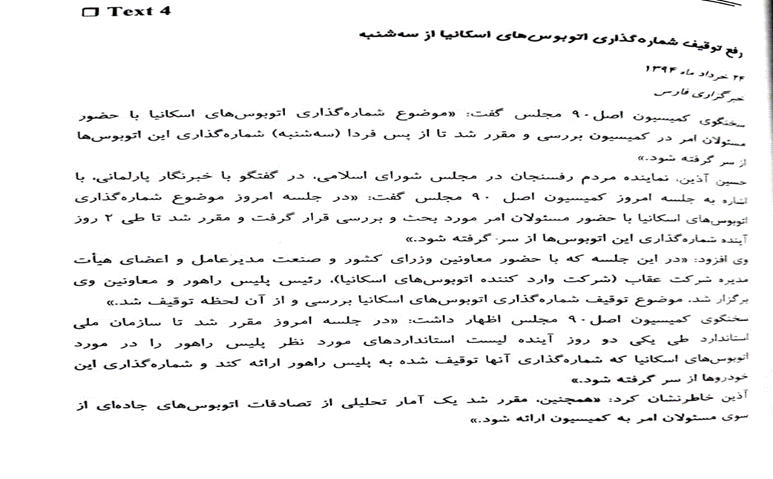 Text 4
رفع توقیف شماره‌گذاری اتوبوس‌های اسکانیا از سه‌شنبه
۲۴ خرداد ماه ۱۳۹۴
خبرگزاری فارس
سخنگوی کمیسیون اصل ۹۰ مجلس گفت: «موضوع شماره‌گذاری اتوبوس‌های اسکانیا با حضور
مسئولان امر در کمیسیون بررسی و مقرر شد تا از پس فردا (سه‌شنبه) شماره‌گذاری این اتوبوس‌ها
از سر گرفته شود.»
حسین آذین، نماینده مردم رفسنجان در مجلس شورای اسلامی، در گفتگو با خبرنگار پارلمانی، با
اشاره به جلسه امروز کمیسیون اصل ۹۰ مجلس گفت: «در جلسه امروز موضوع شماره‌گذاری
اتوبوس‌های اسکانیا با حضور مسئولان امر مورد بحث و بررسی قرار گرفت و مقرر شد تا طی ۲ روز
آینده شماره‌گذاری این اتوبوس‌ها از سر گرفته شود.»
وی افزود: «در این جلسه که با حضور معاونین وزرای کشور و صنعت مدیرعامل و اعضای هیأت
مدیره شرکت عقاب (شرکت وارد کننده اتوبوس‌های اسکانیا)، رئیس پلیس راهور و معاونین وی
برگزار شد، موضوع توقیف شماره‌گذاری اتوبوس‌های اسکانیا بررسی و از آن لحظه توقیف شد.»
سخنگوی کمیسیون اصل ۹۰ مجلس اظهار داشت: «در جلسه امروز مقرر شد تا سازمان ملی
استاندارد طی یکی دو روز آینده لیست استانداردهای مورد نظر پلیس راهور را در مورد
اتوبوس‌های اسکانیا که شماره‌گذاری آنها توقیف شده به پلیس راهور ارائه کند و شماره‌گذاری این
خودروها از سر گرفته شود.»
آذین خاطرنشان کرد: «همچنین، مقرر شد یک آمار تحلیلی از تصادفات اتوبوس‌های جاده‌ای از
سوی مسئولان امر به کمیسیون ارائه شود.»